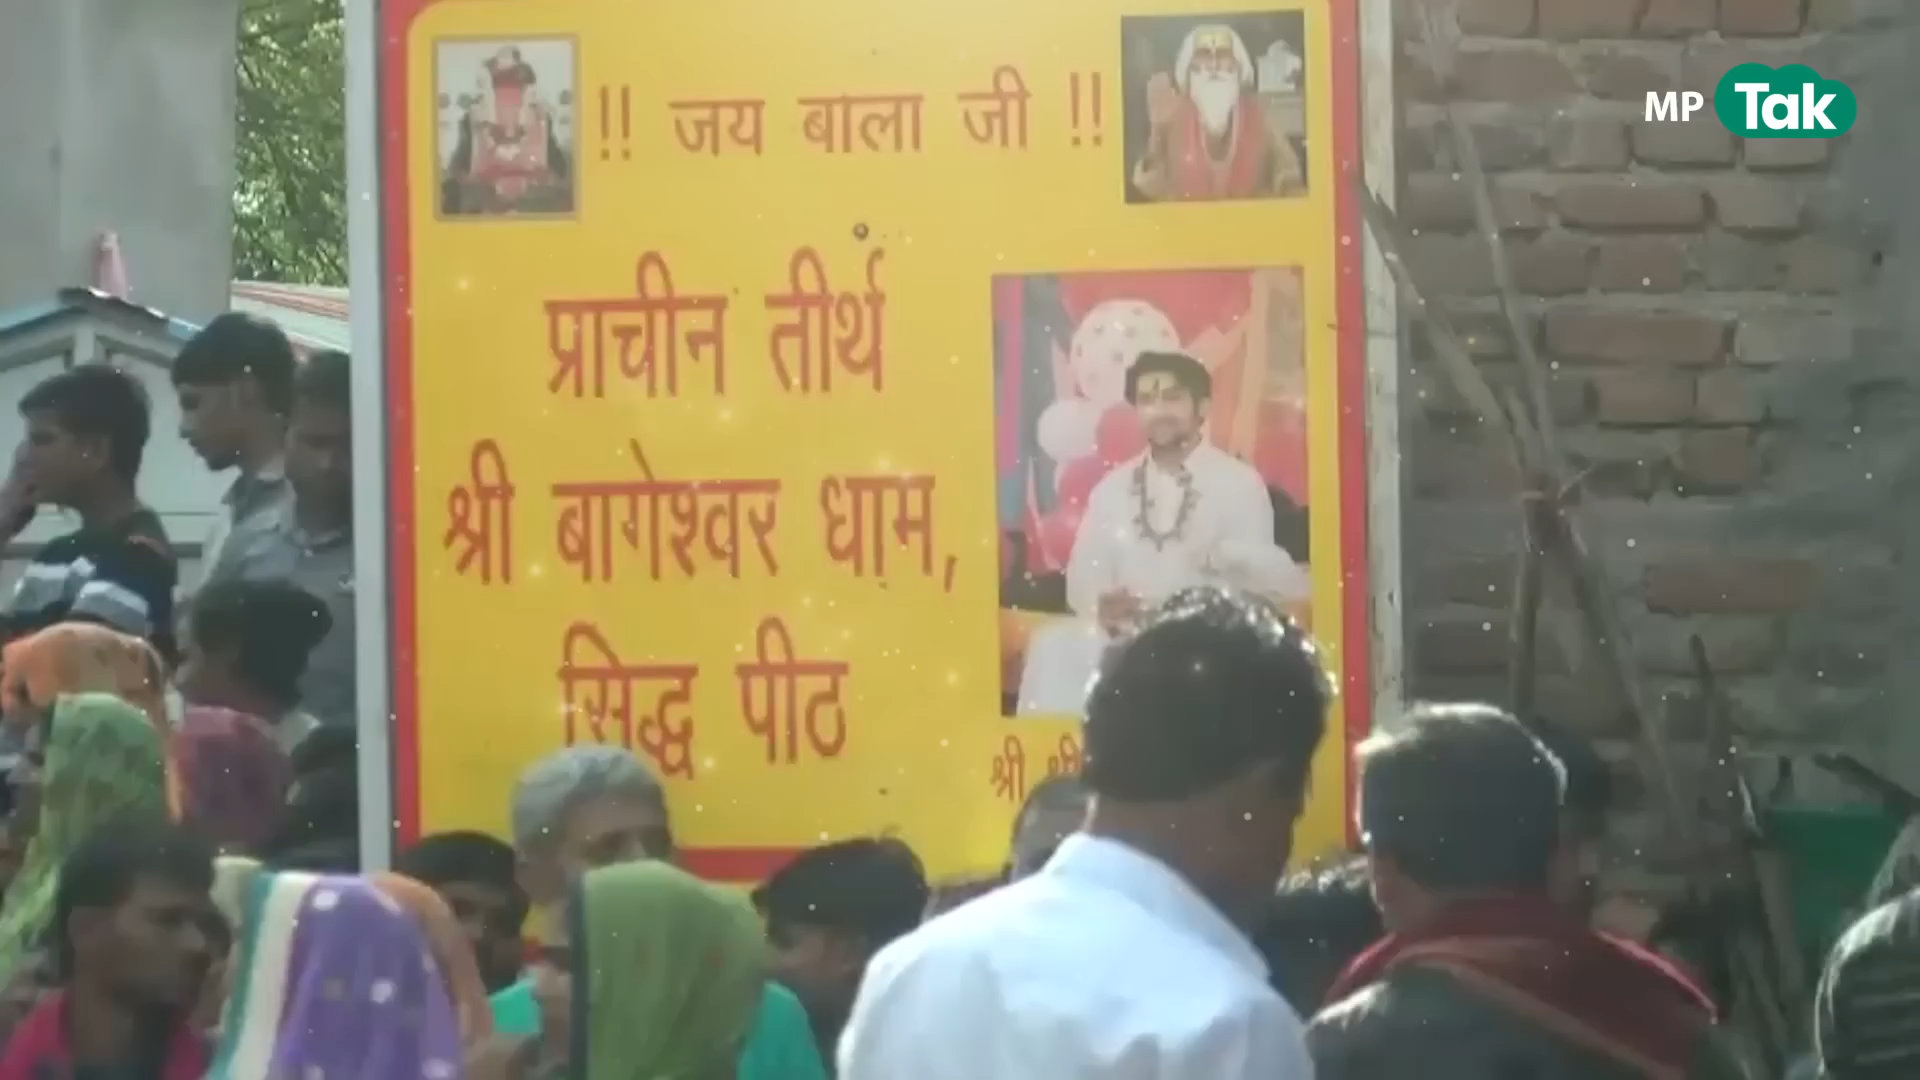 MP Tak
!! जय बाला जी !!
प्राचीन तीर्थ
श्री बागेश्वर धाम,
सिद्ध पीठ
श्री श्री